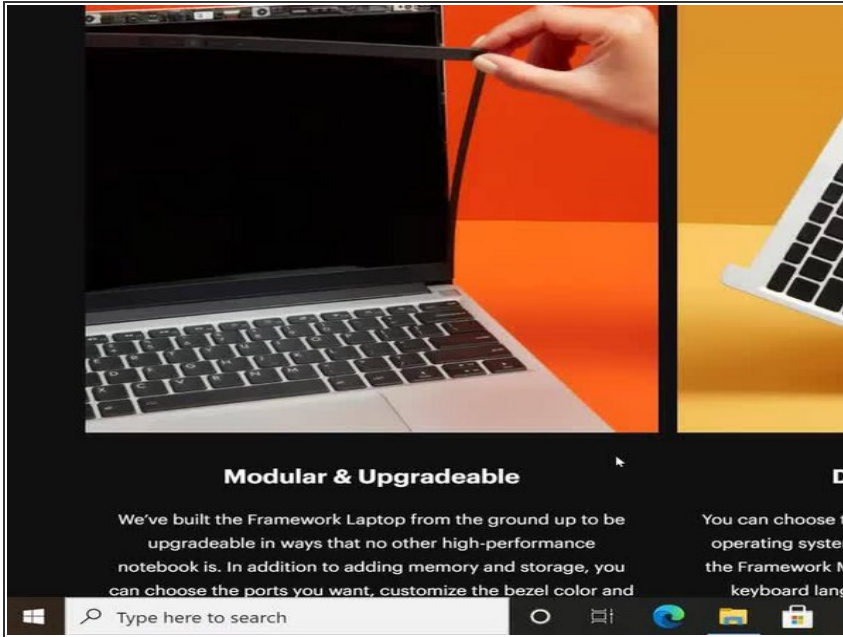 Modular & Upgradeable
D
We've built the Framework Laptop from the ground up to be
upgradeable in ways that no other high-performance
notebook is. In addition to adding memory and storage, you
can choose the ports you want, customize the bezel color and
You can choose t
operating syste
the Framework M
keyboard lang
Type here to search